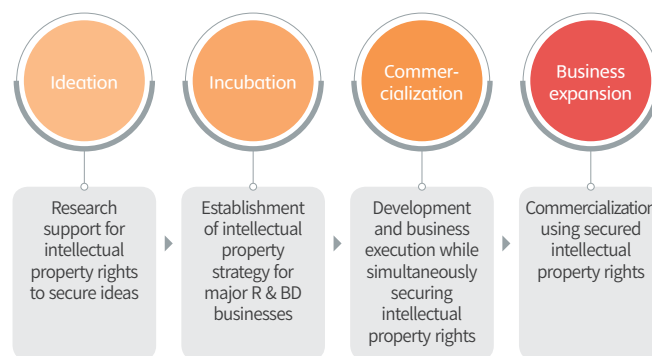 Ideation
Incubation
Commer-
cialization
Business
expansion
Research
support for
intellectual
property rights
to secure ideas
Establishment
of intellectual
property
strategy for
major R & BD
businesses
Development
and business
execution while
simultaneously
securing
intellectual
property rights
Commercialization
using secured
intellectual
property rights